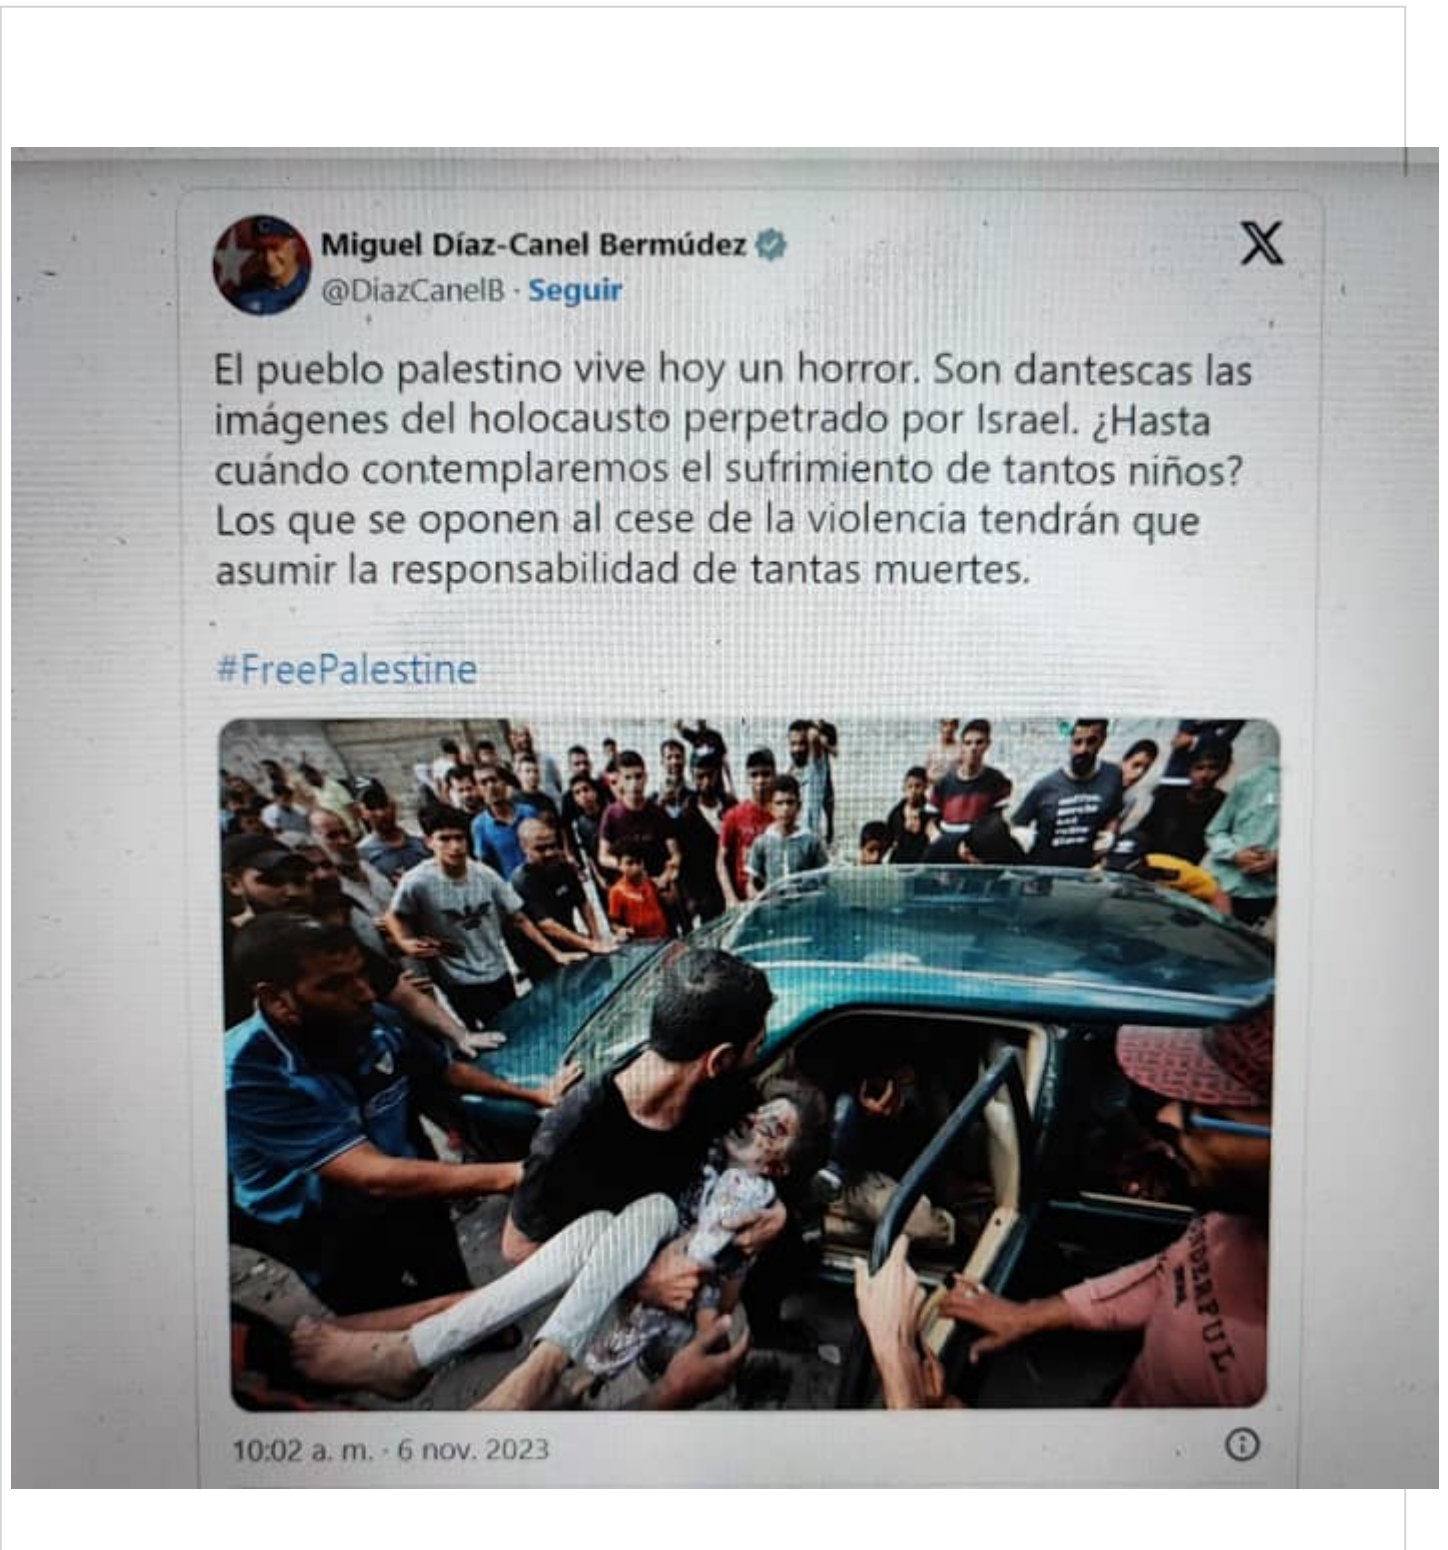 Miguel Díaz-Canel Bermúdez
@DiazCanelB · Seguir
El pueblo palestino vive hoy un horror. Son dantescas las
imágenes del holocausto perpetrado por Israel. ¿Hasta
cuándo contemplaremos el sufrimiento de tantos niños?
Los que se oponen al cese de la violencia tendrán que
asumir la responsabilidad de tantas muertes.
#FreePalestine
10:02 a. m. · 6 nov. 2023